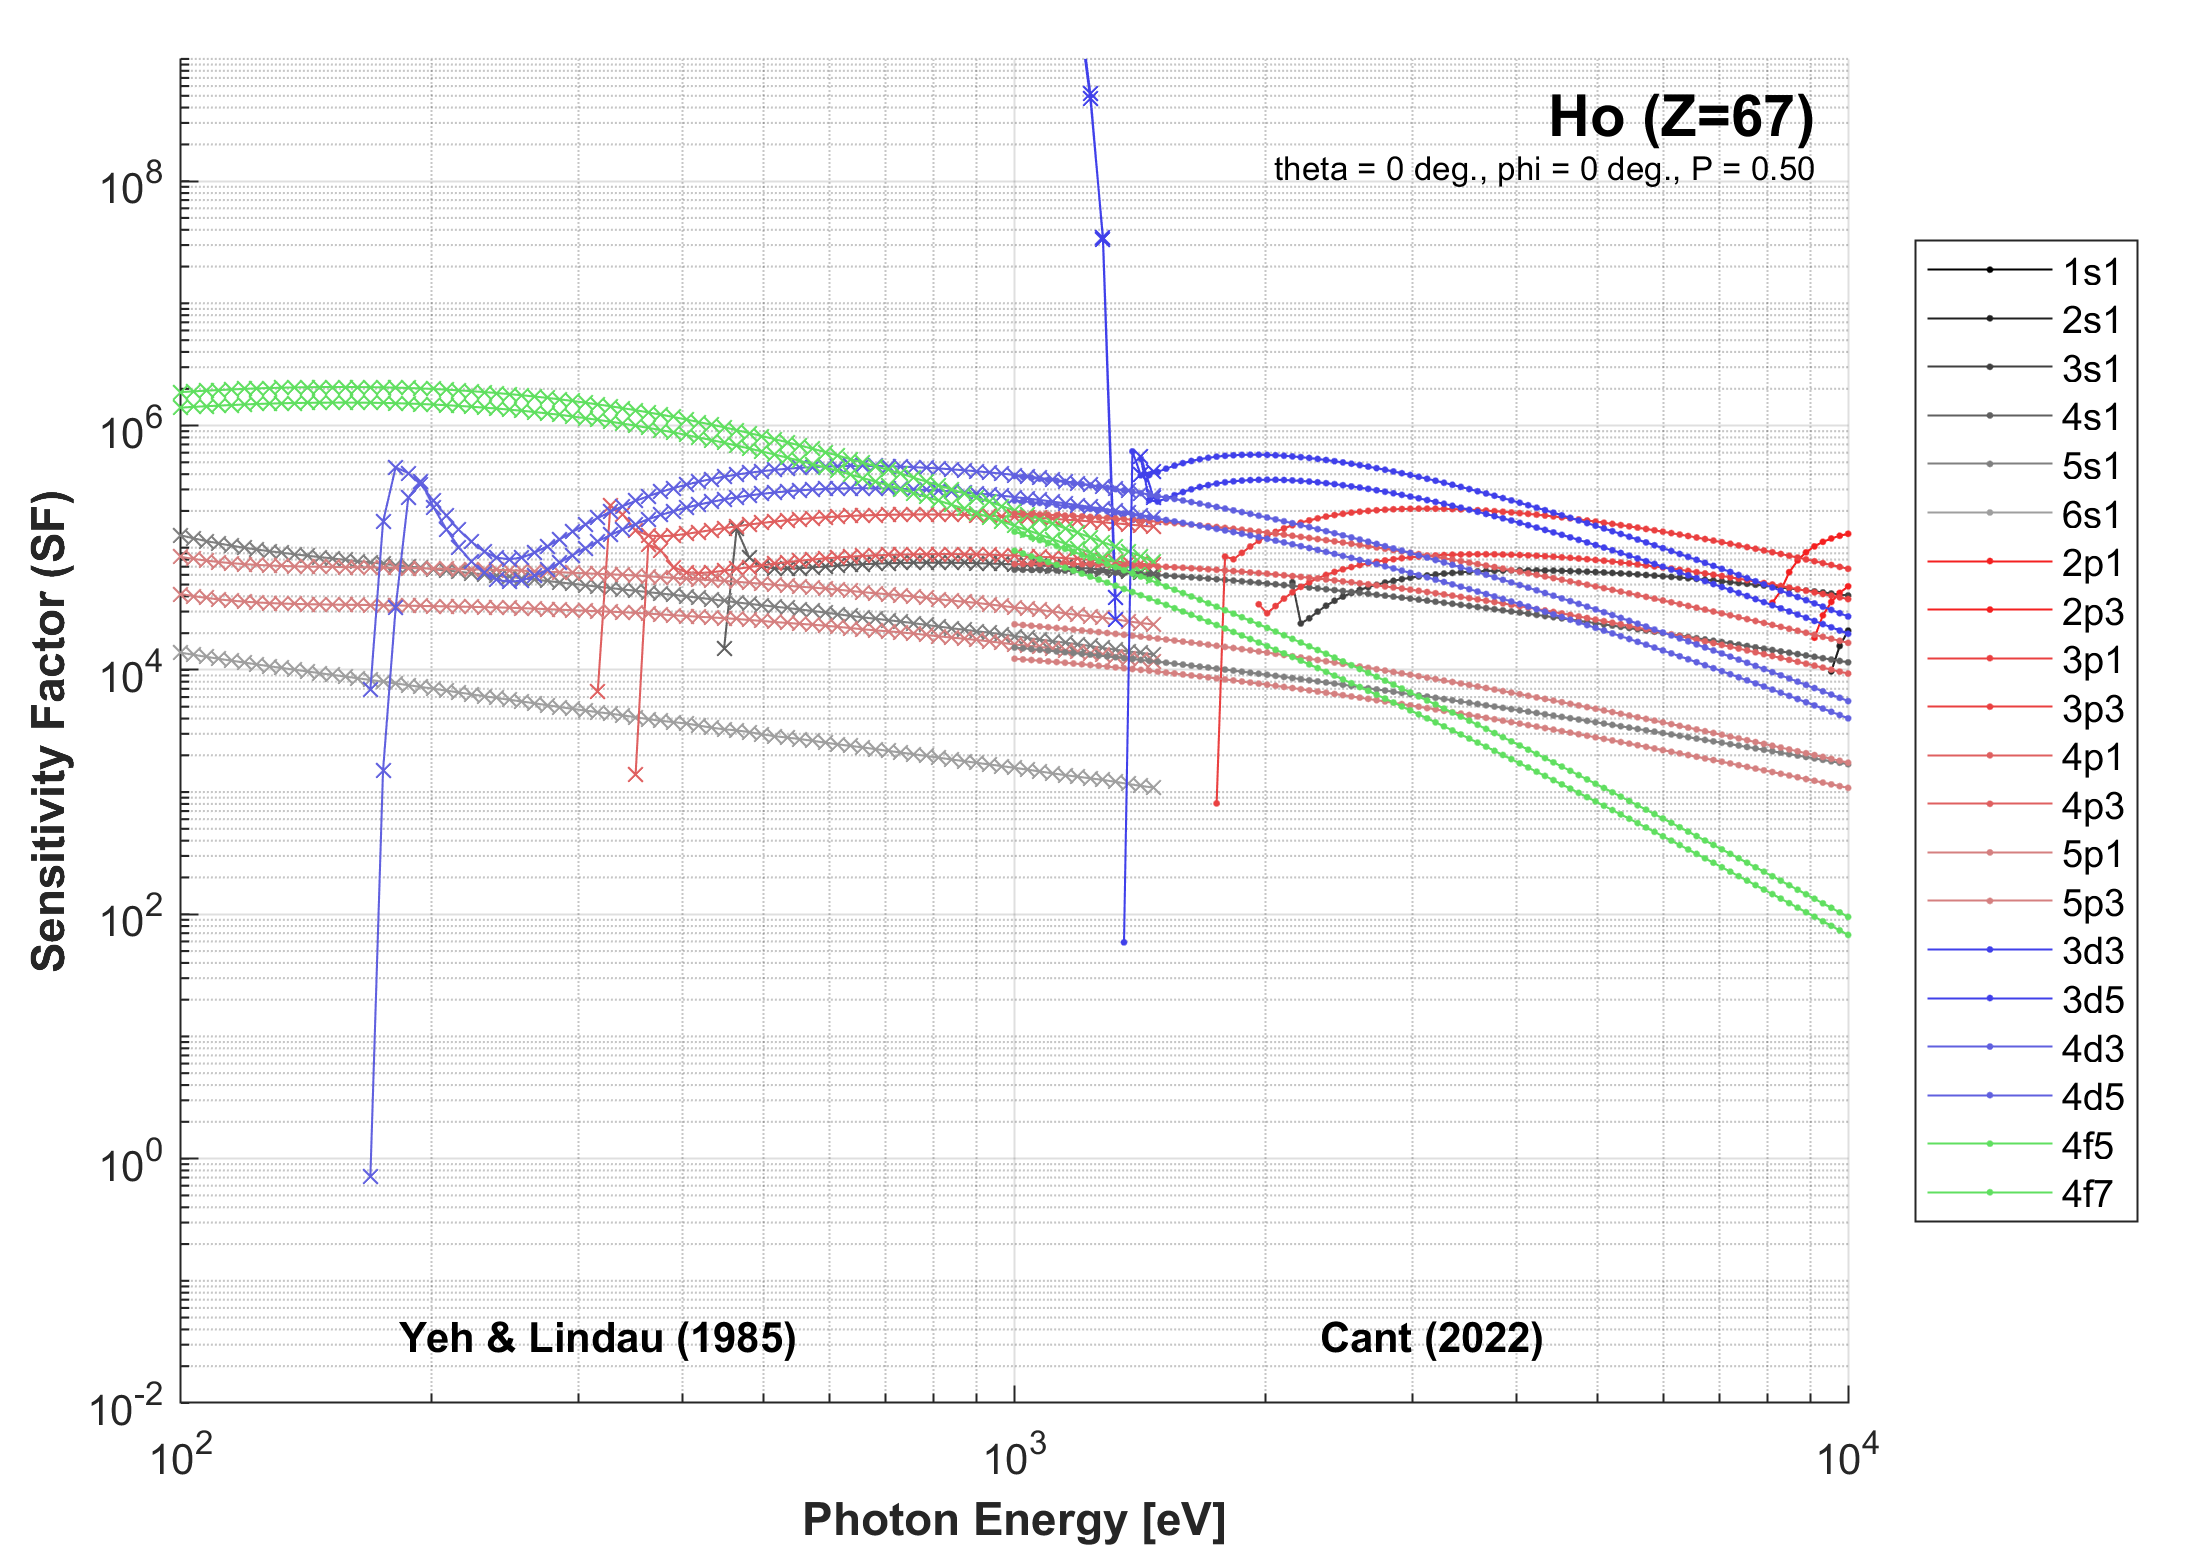 Ho (Z=67)
theta = 0 deg., phi = 0 deg., P = 0.50
10^8
10^6
10^4
10^2
10^0
10^-2
Sensitivity Factor (SF)
Yeh & Lindau (1985)
Cant (2022)
10^2
10^3
10^4
Photon Energy [eV]
1s1
2s1
3s1
4s1
5s1
6s1
2p1
2p3
3p1
3p3
4p1
4p3
5p1
5p3
3d3
3d5
4d3
4d5
4f5
4f7